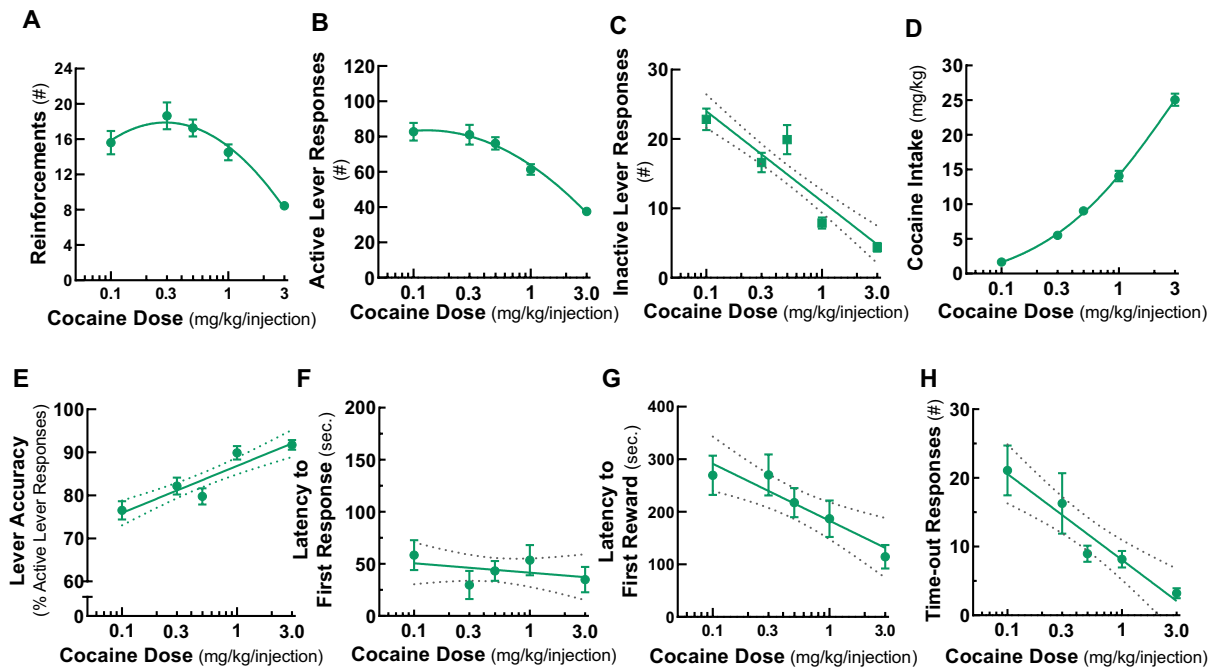 A
Reinforcements (#)
24
20
16
12
8
4
0
0.1
0.3
1
3
Cocaine Dose (mg/kg/injection)
B
Active Lever Responses
(#)
120
100
80
60
40
20
0
0.1
0.3
1
3.0
Cocaine Dose (mg/kg/injection)
C
Inactive Lever Responses
(#)
30
20
10
0
0.1
0.3
1
3.0
Cocaine Dose (mg/kg/injection)
D
Cocaine Intake (mg/kg)
30
25
20
15
10
5
0
0.1
0.3
1
3
Cocaine Dose (mg/kg/injection)
E
Lever Accuracy
(% Active Lever Responses)
100
90
80
70
60
0
0.1
0.3
1
3.0
Cocaine Dose (mg/kg/injection)
F
Latency to
First Response (sec.)
200
150
100
50
0
0.1
0.3
1
3.0
Cocaine Dose (mg/kg/injection)
G
Latency to
First Reward (sec.)
400
300
200
100
0
0.1
0.3
1
3.0
Cocaine Dose (mg/kg/injection)
H
Time-out Responses (#)
30
20
10
0
0.1
0.3
1
3.0
Cocaine Dose (mg/kg/injection)